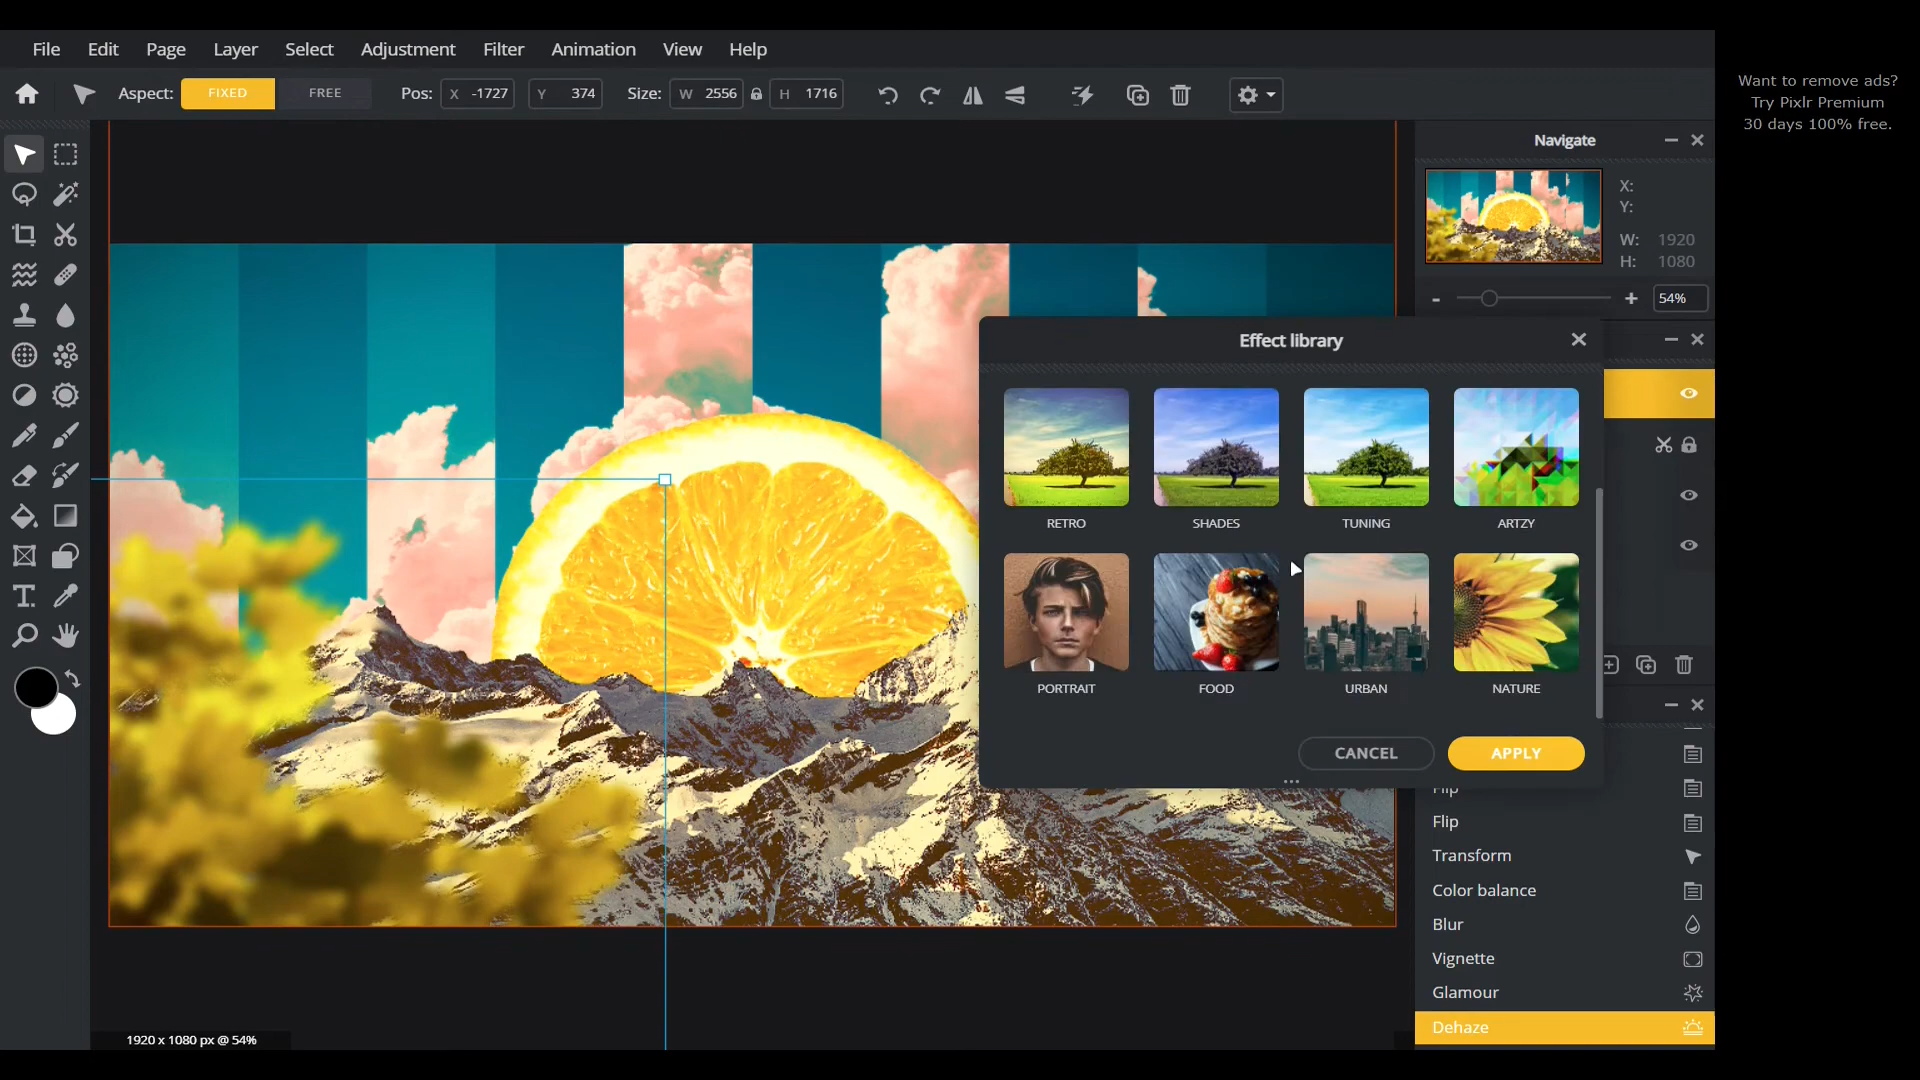 File Edit Page Layer Select Adjustment Filter Animation View Help
Aspect: FIXED FREE Pos: X -1727 Y 374 Size: W 2556 H 1716
Want to remove ads?
Try Pixlr Premium
30 days 100% free.
Navigate
X:
Y:
W: 1920
H: 1080
- + 54%
Effect library
RETRO SHADES TUNING ARTZY
PORTRAIT FOOD URBAN NATURE
CANCEL APPLY
Flip
Flip
Transform
Color balance
Blur
Vignette
Glamour
Dehaze
1920 x 1080 px @ 54%